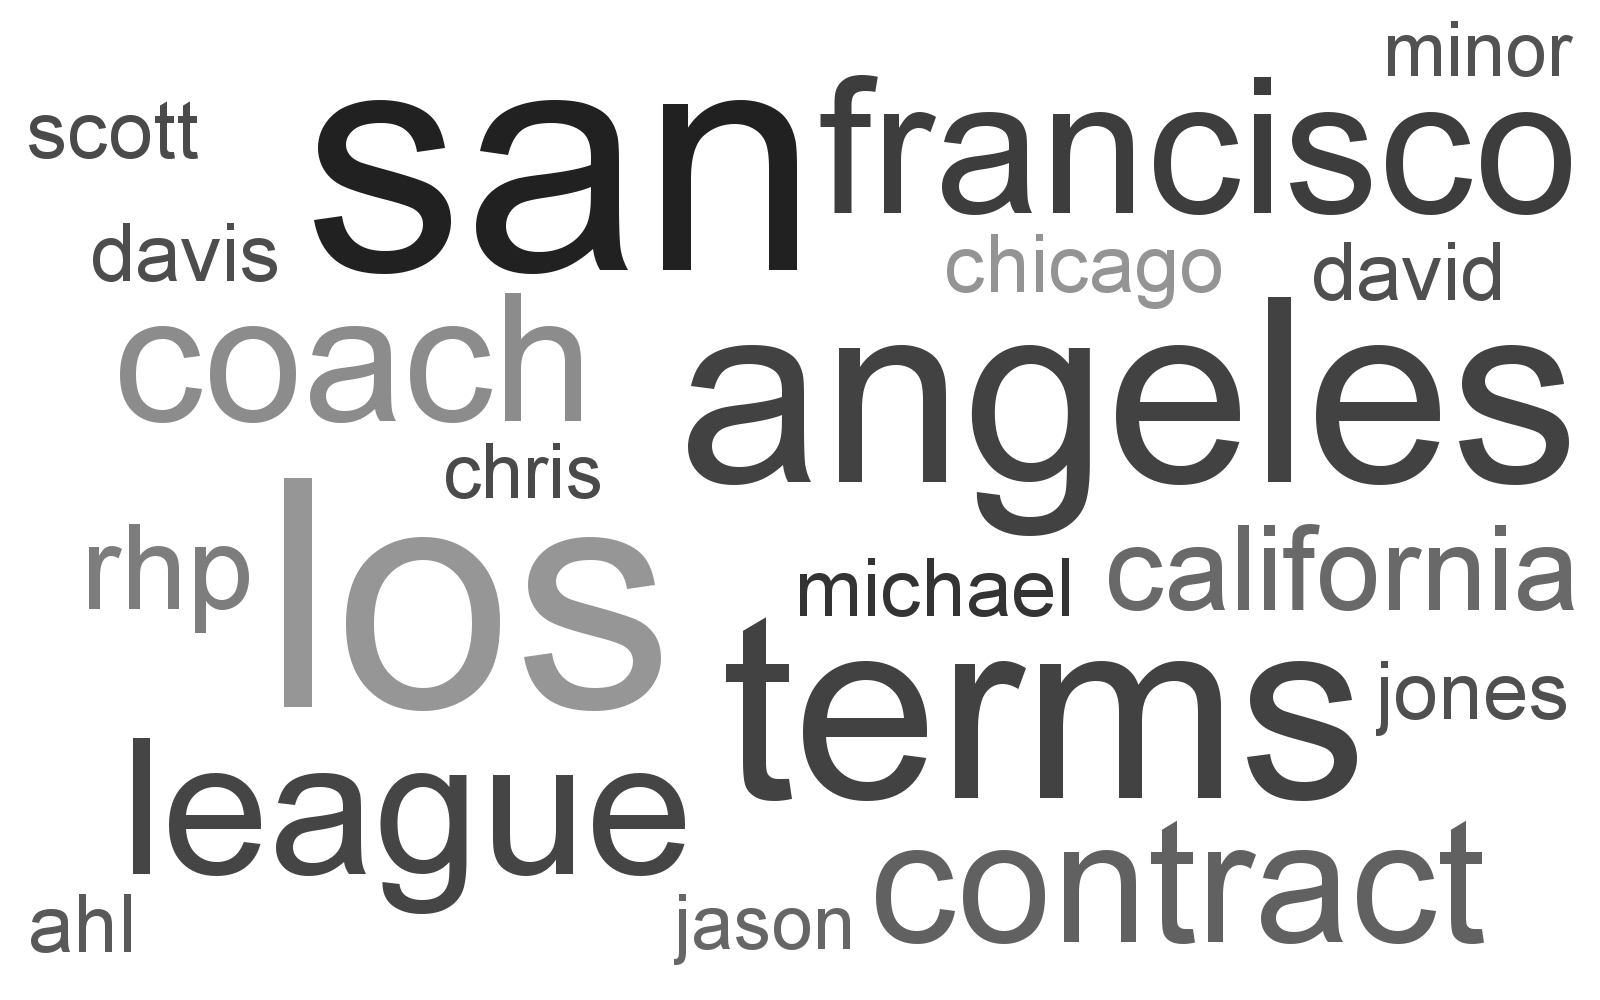 minor
scott
san
francisco
davis
chicago
david
coach
angeles
chris
los
rhp
michael
california
terms
jones
league
contract
ahl
jason